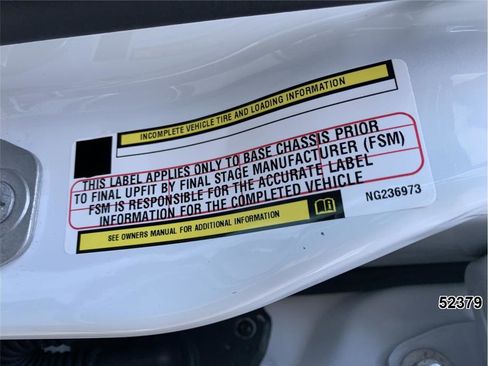 INCOMPLETE VEHICLE TIRE AND LOADING INFORMATION
THIS LABEL APPLIES ONLY TO BASE CHASSIS PRIOR
TO FINAL UPFIT BY FINAL STAGE MANUFACTURER (FSM)
FSM IS RESPONSIBLE FOR THE ACCURATE LABEL
INFORMATION FOR THE COMPLETED VEHICLE
NG236973
SEE OWNERS MANUAL FOR ADDITIONAL INFORMATION
52379